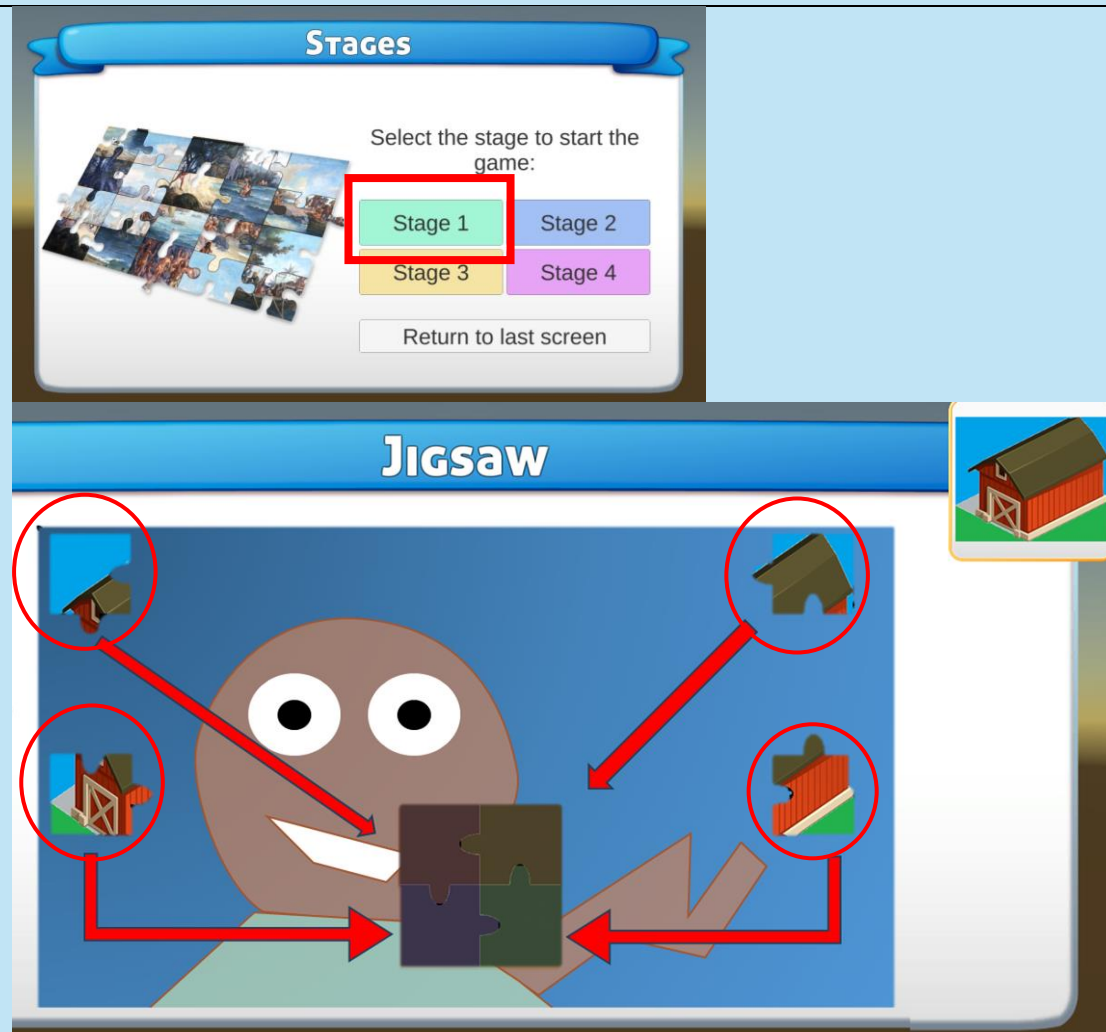 Stages
Select the stage to start the
game:
Stage 1
Stage 2
Stage 3
Stage 4
Return to last screen
Jigsaw